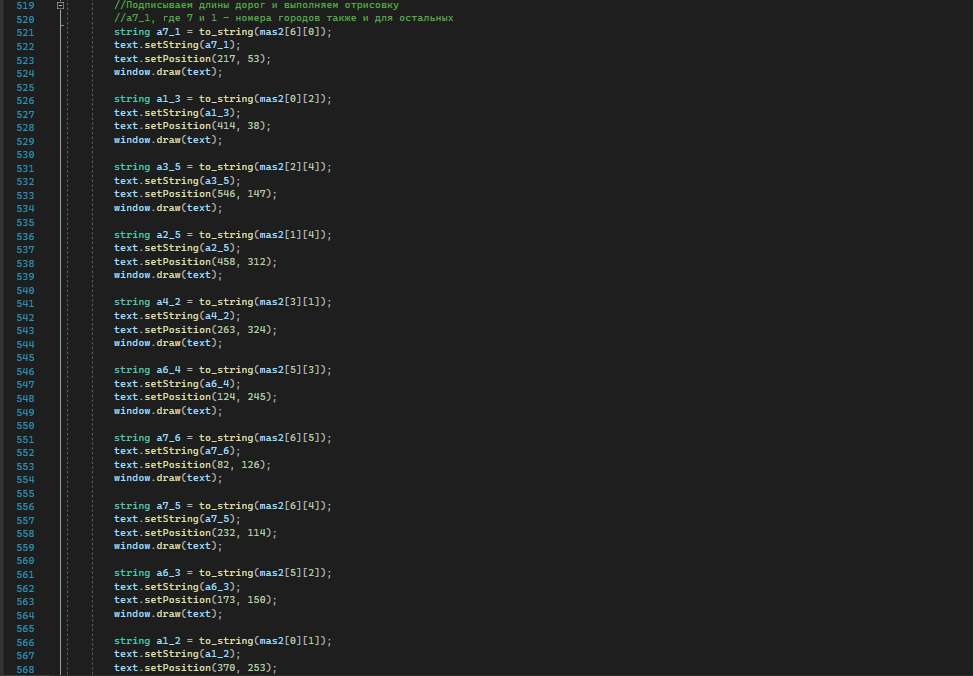 519 //Подписываем длины дорог и выполняем отрисовку
520 //a7_1, где 7 и 1 - номера городов также и для остальных
521 string a7_1 = to_string(mas2[6][0]);
522 text.setString(a7_1);
523 text.setPosition(217, 53);
524 window.draw(text);
525
526 string a1_3 = to_string(mas2[0][2]);
527 text.setString(a1_3);
528 text.setPosition(414, 38);
529 window.draw(text);
530
531 string a3_5 = to_string(mas2[2][4]);
532 text.setString(a3_5);
533 text.setPosition(546, 147);
534 window.draw(text);
535
536 string a2_5 = to_string(mas2[1][4]);
537 text.setString(a2_5);
538 text.setPosition(458, 312);
539 window.draw(text);
540
541 string a4_2 = to_string(mas2[3][1]);
542 text.setString(a4_2);
543 text.setPosition(263, 324);
544 window.draw(text);
545
546 string a6_4 = to_string(mas2[5][3]);
547 text.setString(a6_4);
548 text.setPosition(124, 245);
549 window.draw(text);
550
551 string a7_6 = to_string(mas2[6][5]);
552 text.setString(a7_6);
553 text.setPosition(82, 126);
554 window.draw(text);
555
556 string a7_5 = to_string(mas2[6][4]);
557 text.setString(a7_5);
558 text.setPosition(232, 114);
559 window.draw(text);
560
561 string a6_3 = to_string(mas2[5][2]);
562 text.setString(a6_3);
563 text.setPosition(173, 150);
564 window.draw(text);
565
566 string a1_2 = to_string(mas2[0][1]);
567 text.setString(a1_2);
568 text.setPosition(370, 253);